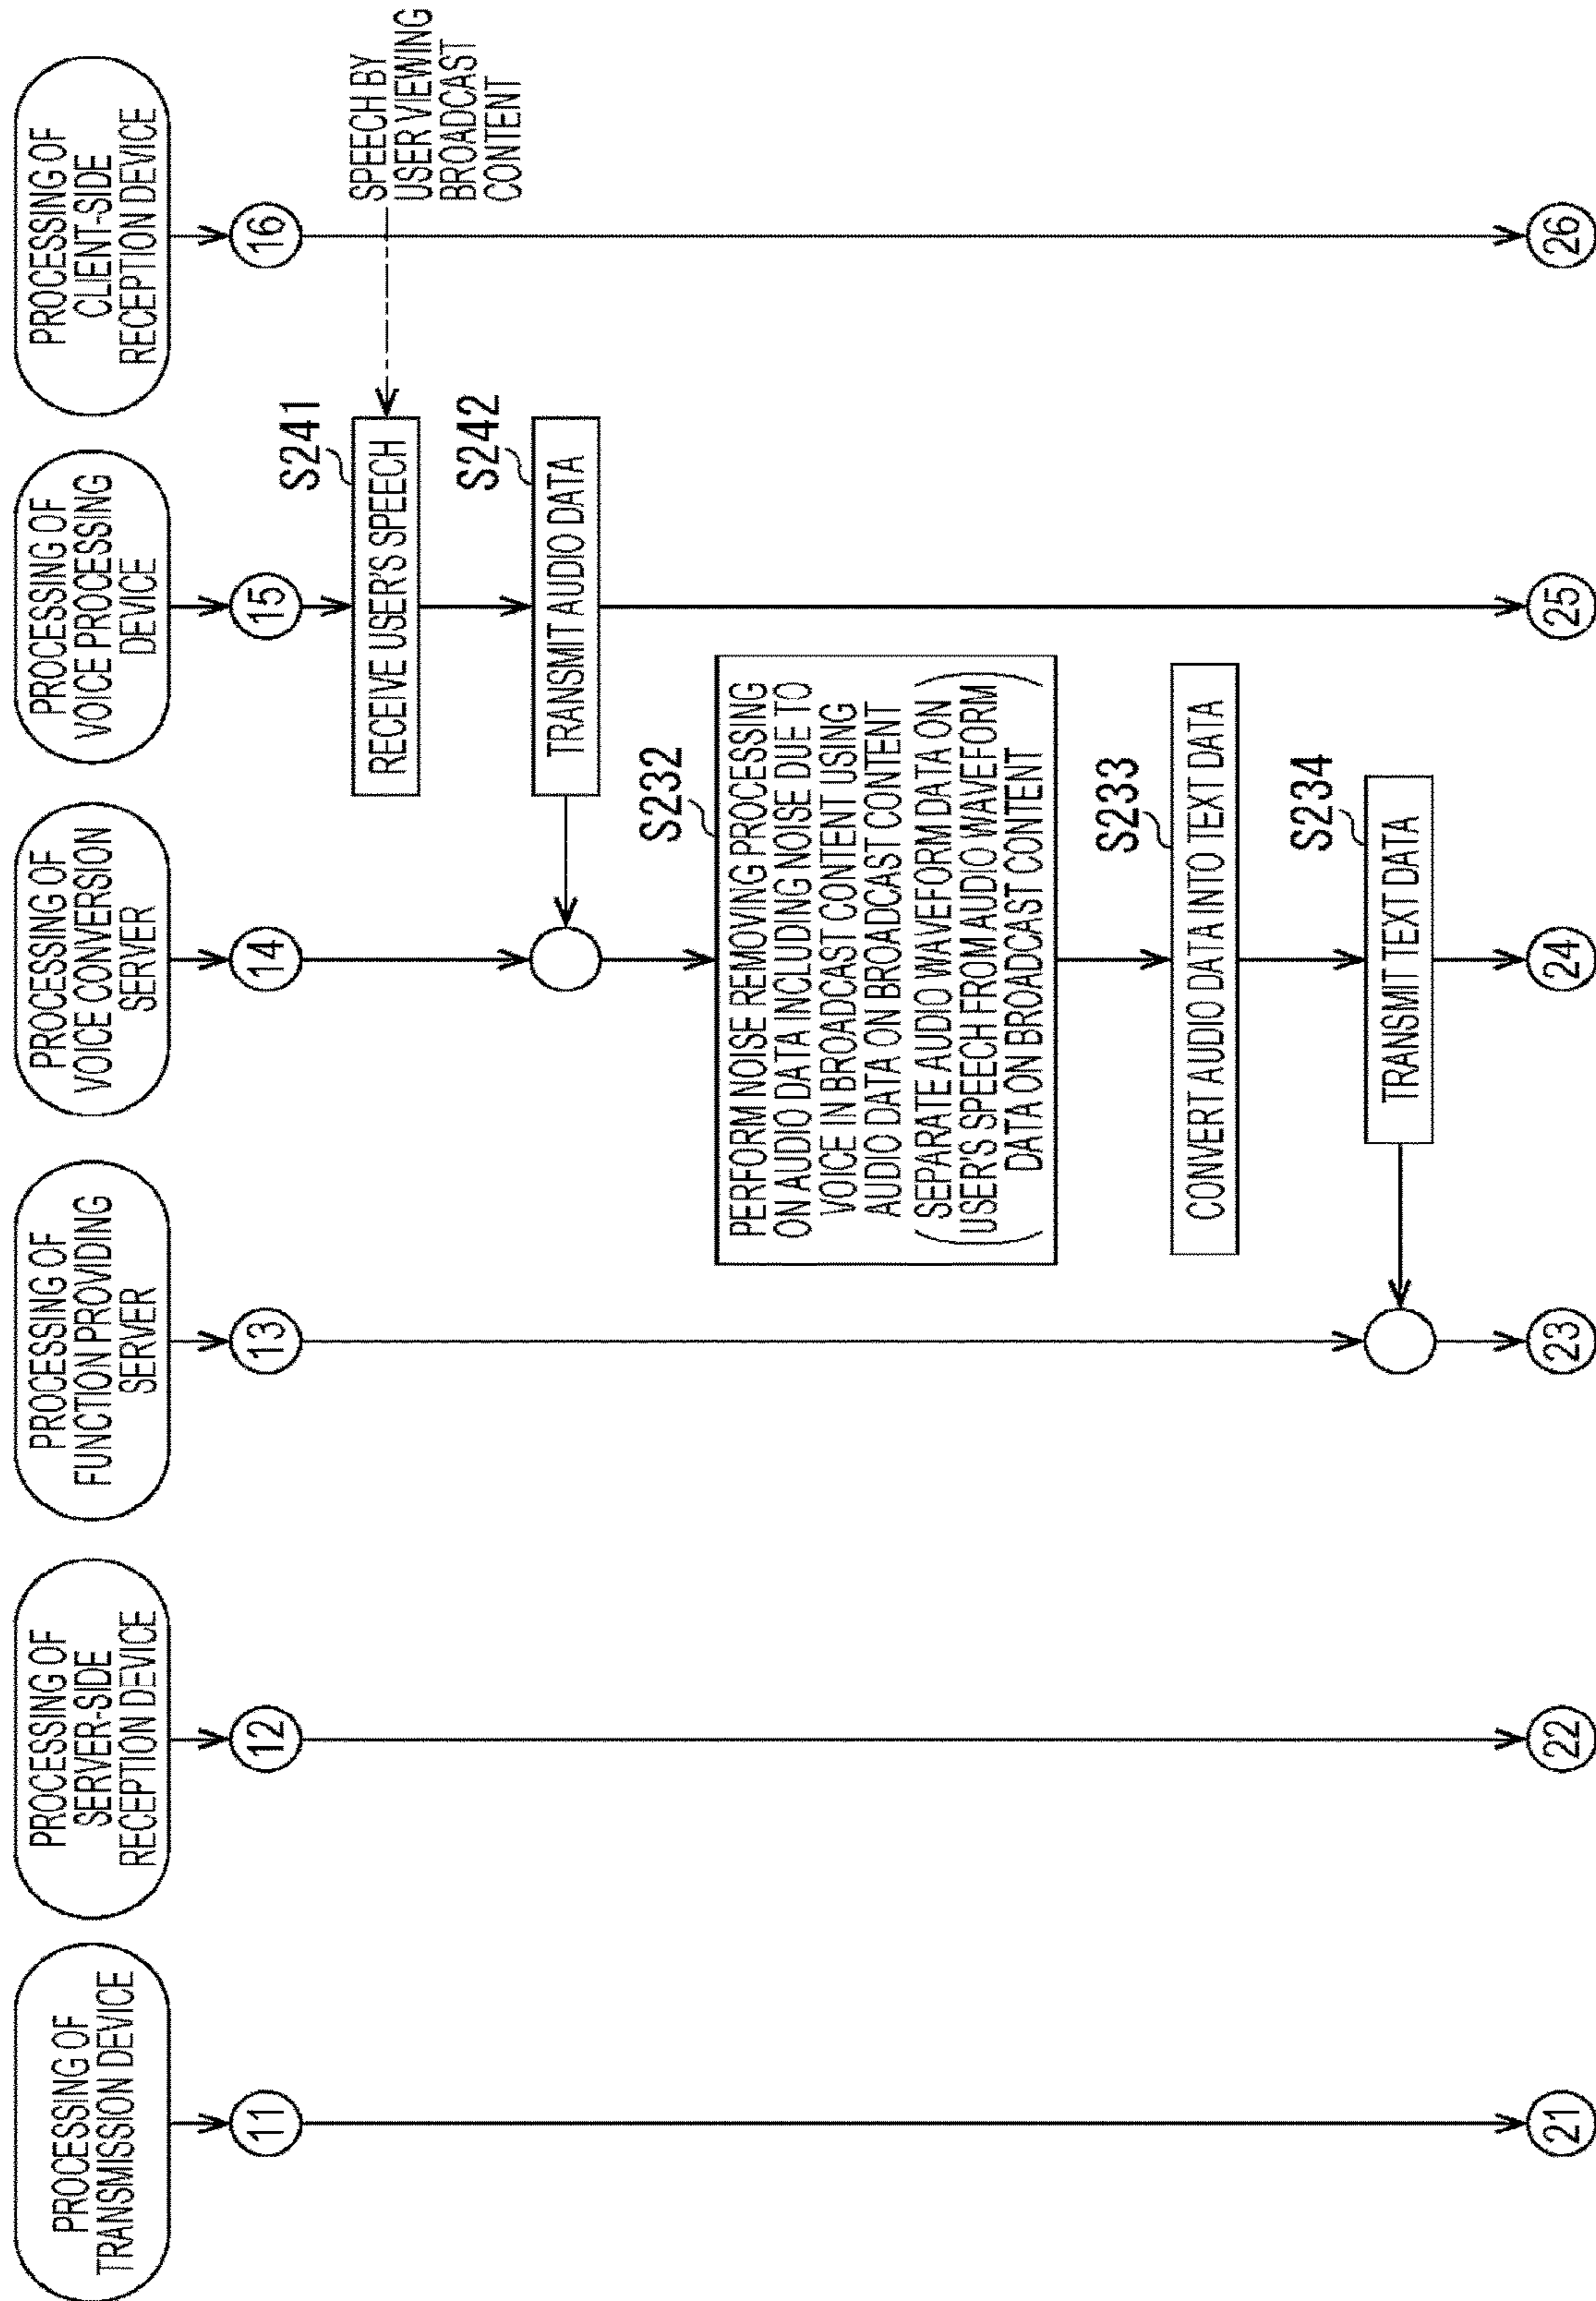 PROCESSING OF
TRANSMISSION DEVICE
PROCESSING OF
SERVER-SIDE
RECEPTION DEVICE
PROCESSING OF
FUNCTION PROVIDING
SERVER
PROCESSING OF
VOICE CONVERSION
SERVER
PROCESSING OF
VOICE PROCESSING
DEVICE
PROCESSING OF
CLIENT-SIDE
RECEPTION DEVICE
11
12
13
14
15
16
S241
RECEIVE USER'S SPEECH
SPEECH BY
USER VIEWING
BROADCAST
CONTENT
S242
TRANSMIT AUDIO DATA
S232
PERFORM NOISE REMOVING PROCESSING
ON AUDIO DATA INCLUDING NOISE DUE TO
VOICE IN BROADCAST CONTENT USING
AUDIO DATA ON BROADCAST CONTENT
(SEPARATE AUDIO WAVEFORM DATA ON
USER'S SPEECH FROM AUDIO WAVEFORM
DATA ON BROADCAST CONTENT)
S233
CONVERT AUDIO DATA INTO TEXT DATA
S234
TRANSMIT TEXT DATA
21
22
23
24
25
26